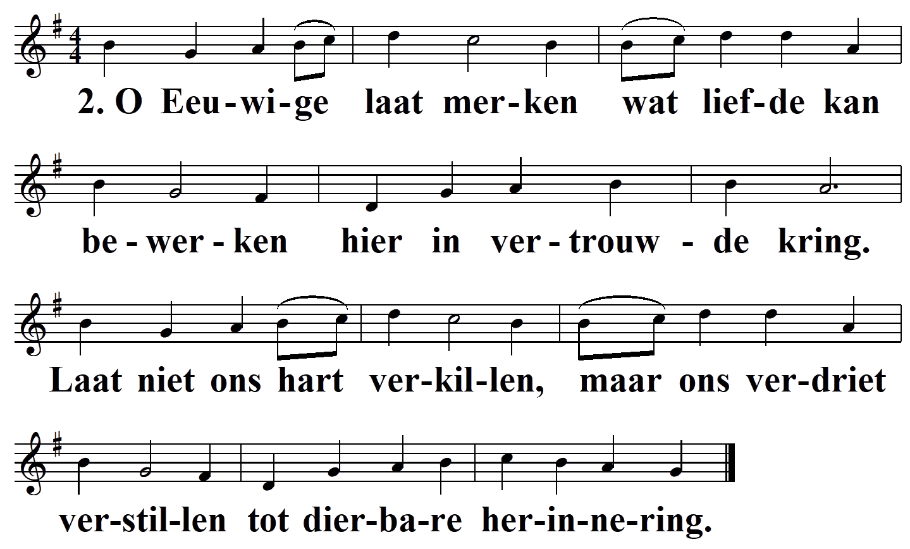 2. O Eeu-wi-ge laat mer-ken wat lief-de kan
be-wer-ken hier in ver-trouw-de kring.
Laat niet ons hart ver-kil-len, maar ons ver-driet
ver-stil-len tot dier-ba-re her-in-ne-ring.